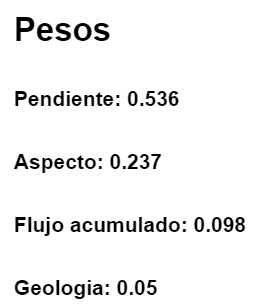 Pesos
Pendiente: 0.536
Aspecto: 0.237
Flujo acumulado: 0.098
Geologia: 0.05